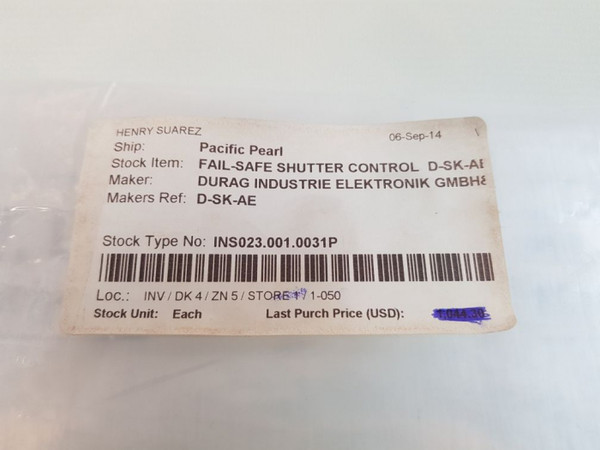 HENRY SUAREZ 06-Sep-14
Ship: Pacific Pearl
Stock Item: FAIL-SAFE SHUTTER CONTROL D-SK-AE
Maker: DURAG INDUSTRIE ELEKTRONIK GMBH&
Makers Ref: D-SK-AE
Stock Type No: INS023.001.0031P
Loc.: INV / DK 4 / ZN 5 / STORE 1-050
Stock Unit: Each Last Purch Price (USD):